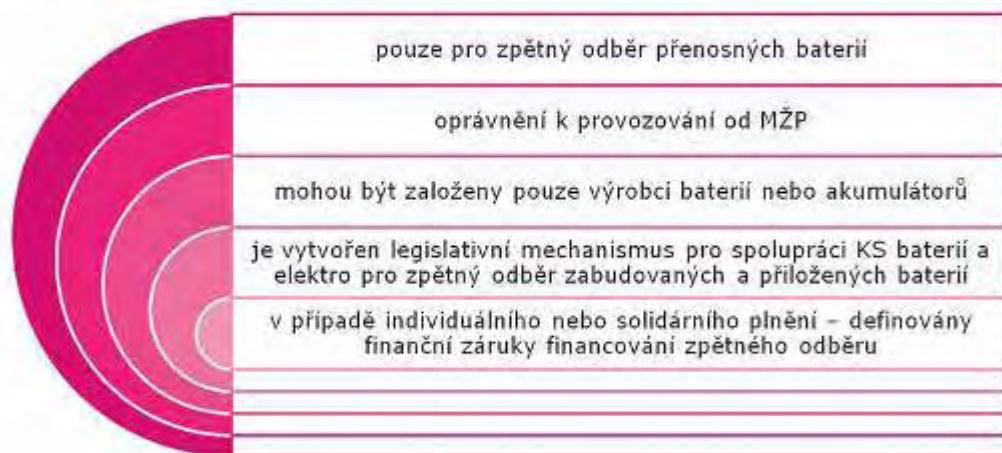 pouze pro zpětný odběr přenosných baterií
oprávnění k provozování od MŽP
mohou být založeny pouze výrobci baterií nebo akumulátorů
je vytvořen legislativní mechanismus pro spolupráci KS baterií a
elektro pro zpětný odběr zabudovaných a přiložených baterií
v případě individuálního nebo solidárního plnění – definovány
finanční záruky financování zpětného odběru